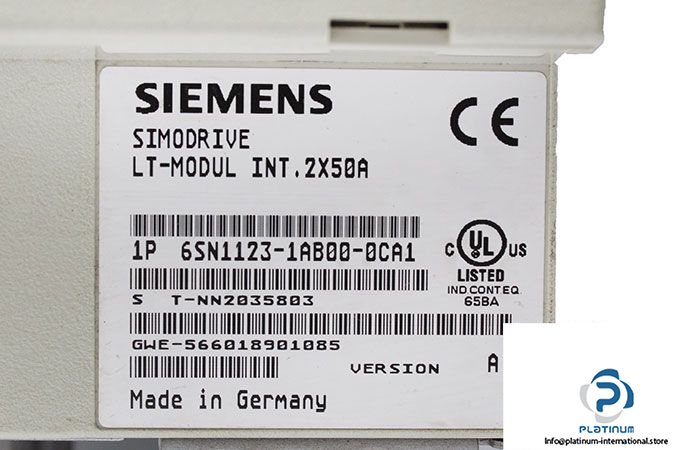 SIEMENS
CE
SIMODRIVE
LT-MODUL INT.2X50A
1P 6SN1123-1AB00-0CA1
C UL US
LISTED
IND CONT EQ.
65BA
S T-NN2035803
GWE-566018901085
VERSION A
Made in Germany
PLATINUM
Info@platinum-international.store